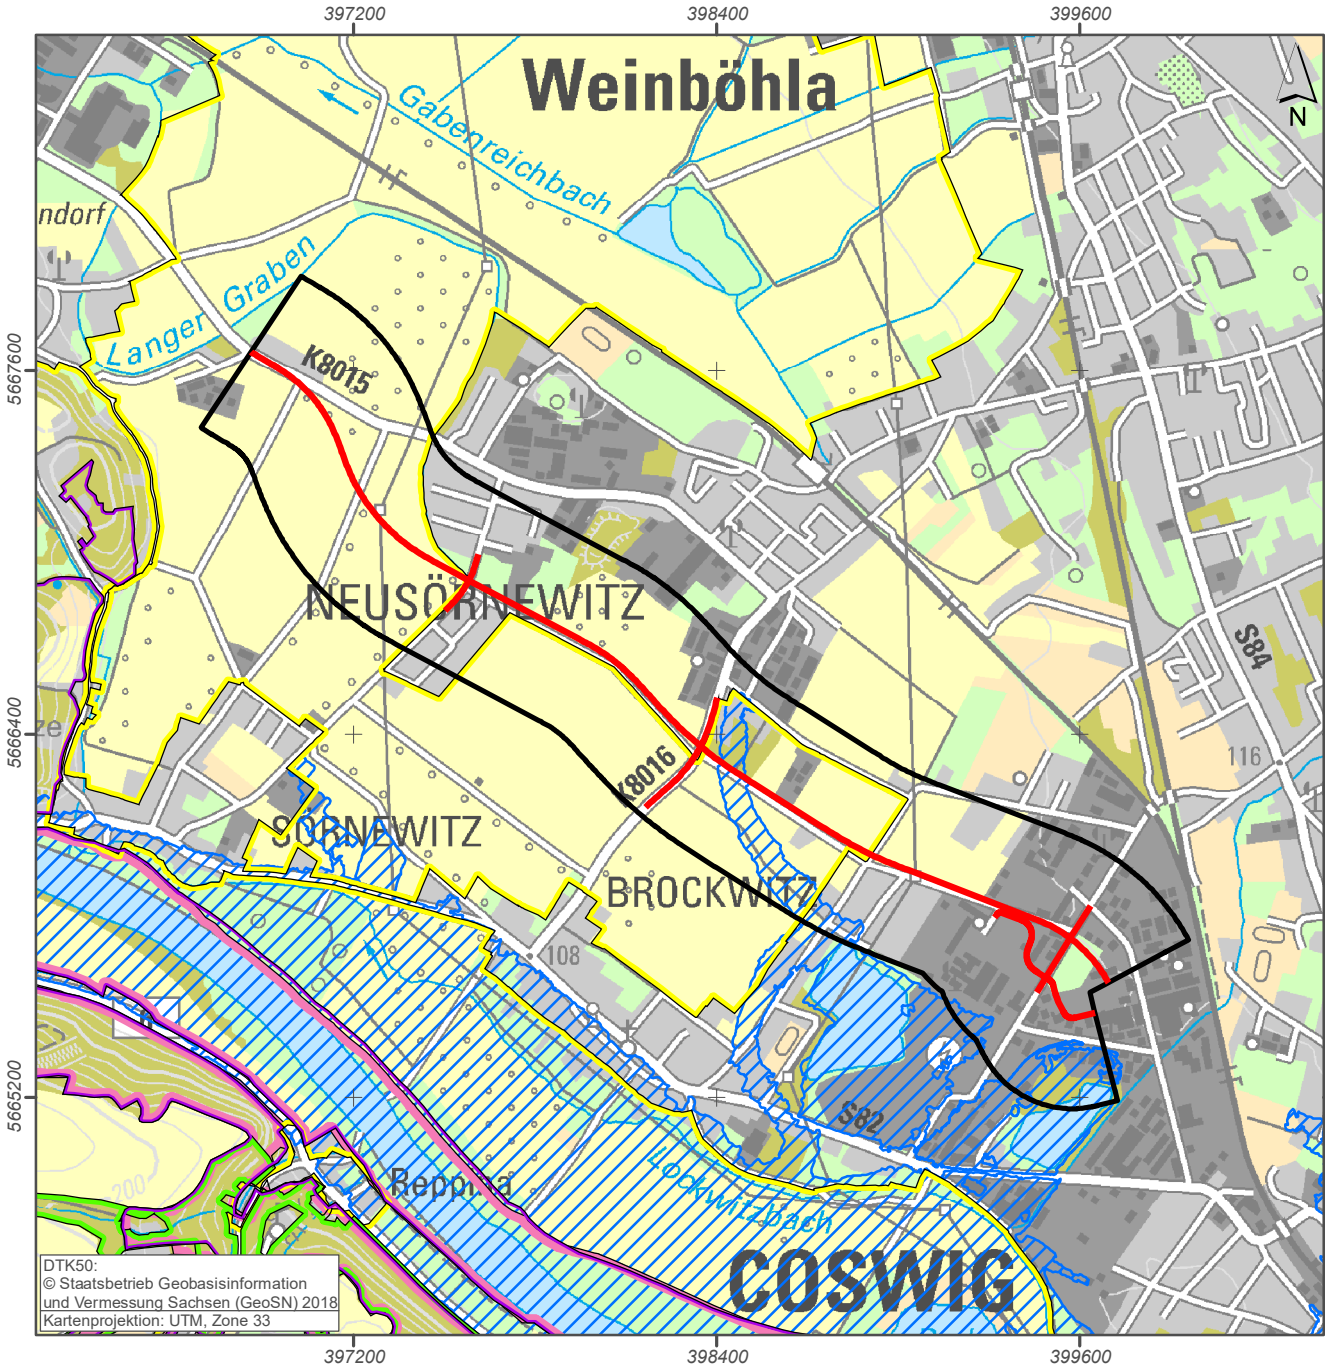 397200
398400
399600
Weinböhla
Gabenreichbach
N
ndorf
Langer Graben
K8015
5667600
NEUSÖRNEWITZ
S84
5666400
ze
116
K8016
SÖRNEWITZ
BROCKWITZ
108
5665200
S82
200
Lockwitzbach
COSWIG
DTK50:
© Staatsbetrieb Geobasisinformation
und Vermessung Sachsen (GeoSN) 2018
Kartenprojektion: UTM, Zone 33
397200
398400
399600